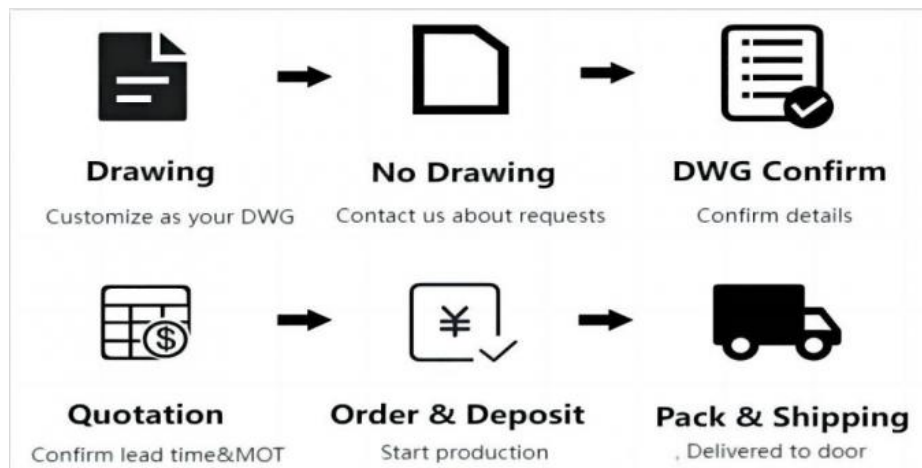 Drawing
No Drawing
DWG Confirm
Customize as your DWG
Contact us about requests
Confirm details
$
¥
Quotation
Order & Deposit
Pack & Shipping
Confirm lead time&MOT
Start production
, Delivered to door